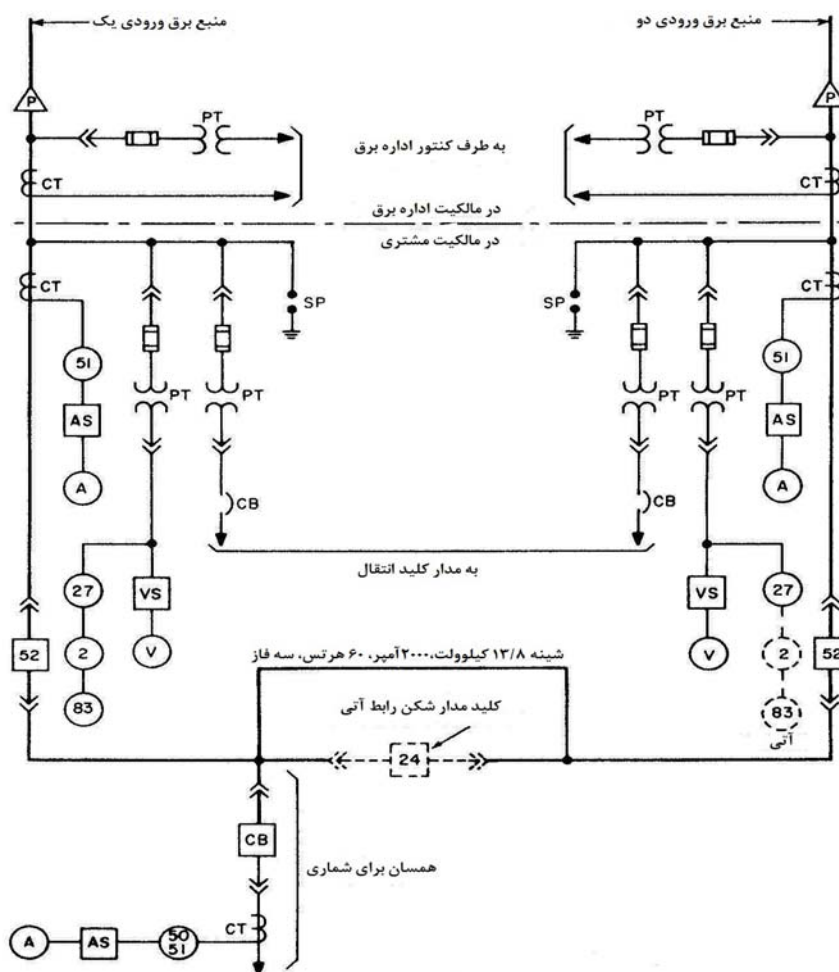 منبع برق ورودی یک
منبع برق ورودی دو
P
P
PT
PT
به طرف کنتور اداره برق
CT
CT
در مالکیت اداره برق
در مالکیت مشتری
CT
CT
SP
SP
51
51
PT
PT
PT
PT
AS
AS
A
A
CB
CB
به مدار کلید انتقال
27
VS
VS
27
52
2
V
V
2
52
شینه ۱۳/۸ کیلوولت، ۲۰۰۰آمپر، ۶۰ هرتس، سه فاز
83
کلید مدار شکن رابط آتی
83
آتی
24
CB
همسان برای شماری
CT
A
AS
50
51